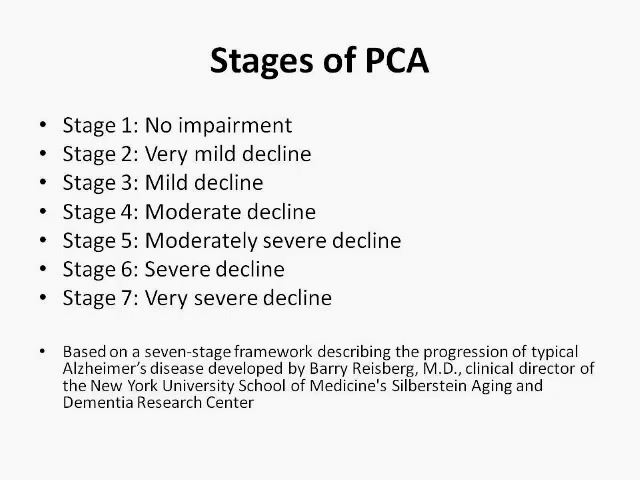 Stages of PCA
• Stage 1: No impairment
• Stage 2: Very mild decline
• Stage 3: Mild decline
• Stage 4: Moderate decline
• Stage 5: Moderately severe decline
• Stage 6: Severe decline
• Stage 7: Very severe decline
• Based on a seven-stage framework describing the progression of typical
Alzheimer's disease developed by Barry Reisberg, M.D., clinical director of
the New York University School of Medicine's Silberstein Aging and
Dementia Research Center